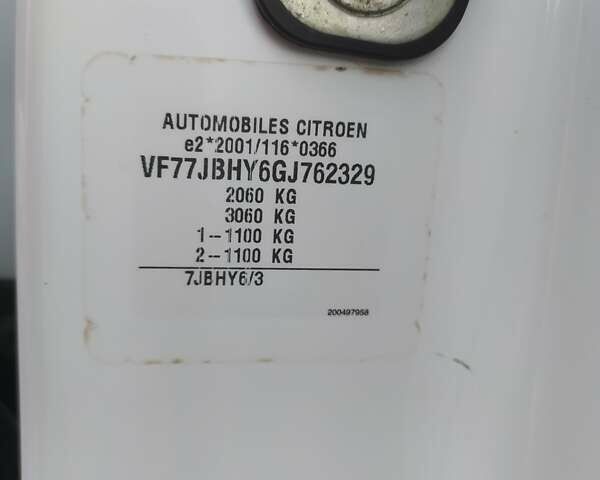 AUTOMOBILES CITROEN
e2*2001/116*0366
VF77JBHY6GJ762329
2060 KG
3060 KG
1--1100 KG
2--1100 KG
7JBHY6/3
200497958